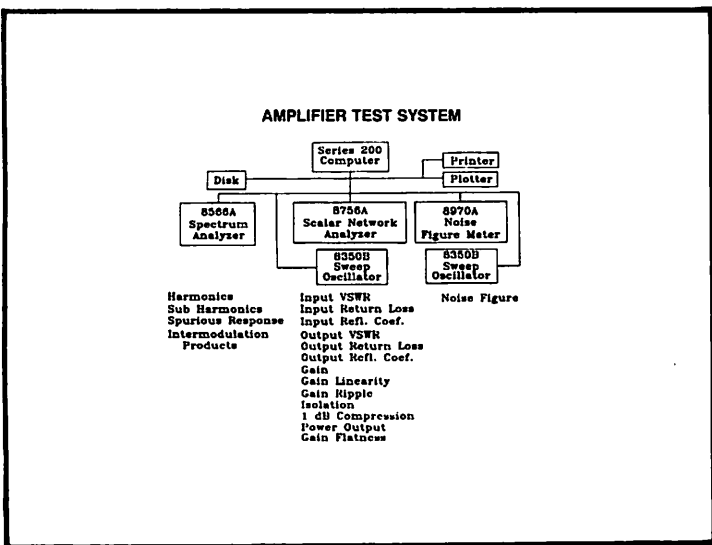 AMPLIFIER TEST SYSTEM
Series 200
Computer
Printer
Disk
Plotter
8566A
Spectrum
Analyzer
8756A
Scalar Network
Analyzer
8970A
Noise
Figure Meter
8350B
Sweep
Oscillator
8350B
Sweep
Oscillator
Harmonics
Sub Harmonics
Spurious Response
Intermodulation
Products
Input VSWR
Input Return Loss
Input Refl. Coef.
Output VSWR
Output Return Loss
Output Refl. Coef.
Gain
Gain Linearity
Gain Ripple
Isolation
1 dB Compression
Power Output
Gain Flatness
Noise Figure